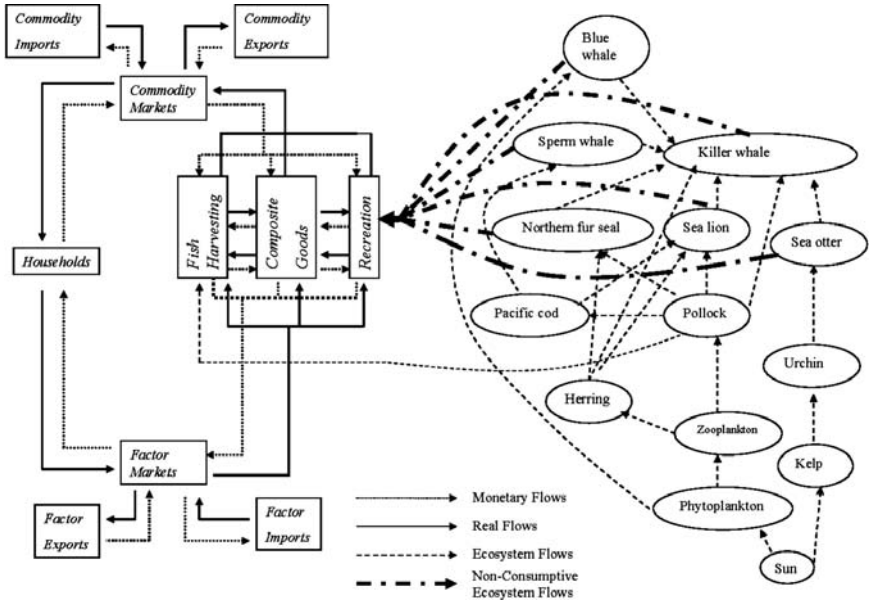 Commodity
Imports
Commodity
Exports
Commodity
Markets
Households
Fish
Harvesting
Composite
Goods
Recreation
Factor
Markets
Factor
Exports
Factor
Imports
Blue
whale
Sperm whale
Killer whale
Northern fur seal
Sea lion
Sea otter
Pacific cod
Pollock
Urchin
Herring
Zooplankton
Kelp
Phytoplankton
Sun
Monetary Flows
Real Flows
Ecosystem Flows
Non-Consumptive
Ecosystem Flows